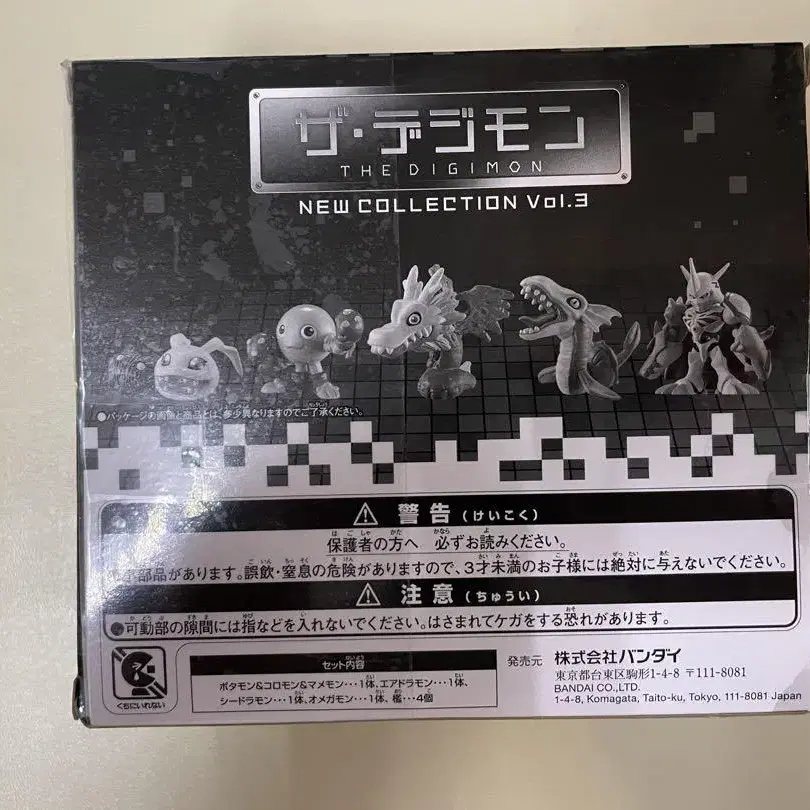 ザ・デジモン
THE DIGIMON
NEW COLLECTION Vol.3
●パッケージの画像と商品とは、多少異なりますのでご了承ください。
警告（けいこく）
保護者の方へ 必ずお読みください。
部品があります。誤飲・窒息の危険がありますので、3才未満のお子様には絶対に与えないでください。
注意（ちゅうい）
●可動部の隙間には指などを入れないでください。はさまれてケガをする恐れがあります。
くちにいれない
セット内容
ポタモン&コロモン&マメモン･･･1体、エアドラモン･･･1体、
シードラモン･･･1体、オメガモン･･･1体、檻･･･4個
発売元 株式会社バンダイ
東京都台東区駒形1-4-8 〒111-8081
BANDAI CO.,LTD.
1-4-8, Komagata, Taito-ku, Tokyo, 111-8081 Japan